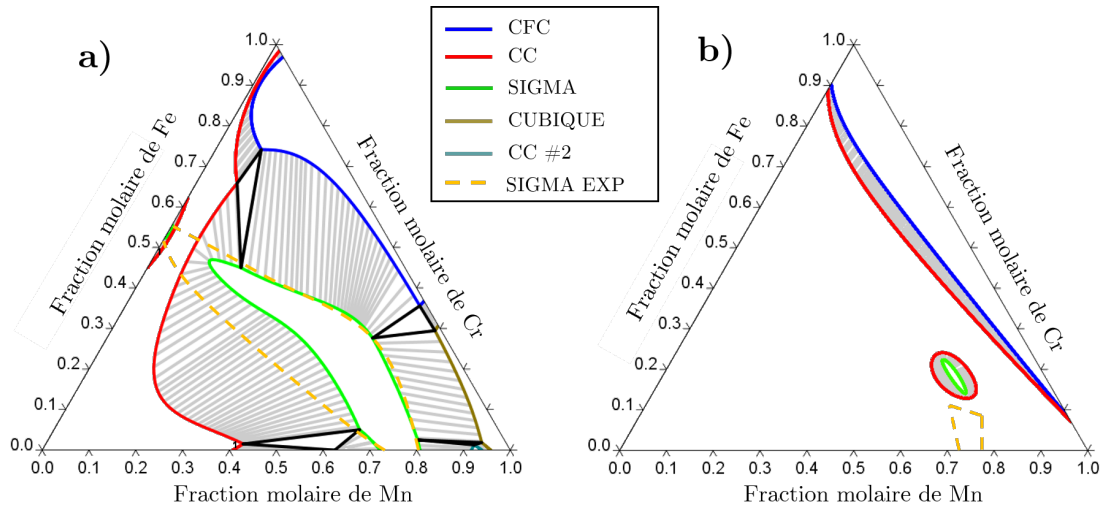 a)
CFC
CC
SIGMA
CUBIQUE
CC #2
SIGMA EXP
b)
Fraction molaire de Fe
Fraction molaire de Cr
1.0
0.9
0.8
0.7
0.6
0.5
0.4
0.3
0.2
0.1
0.0
0.0 0.1 0.2 0.3 0.4 0.5 0.6 0.7 0.8 0.9 1.0
Fraction molaire de Mn
Fraction molaire de Fe
Fraction molaire de Cr
1.0
0.9
0.8
0.7
0.6
0.5
0.4
0.3
0.2
0.1
0.0
0.0 0.1 0.2 0.3 0.4 0.5 0.6 0.7 0.8 0.9 1.0
Fraction molaire de Mn